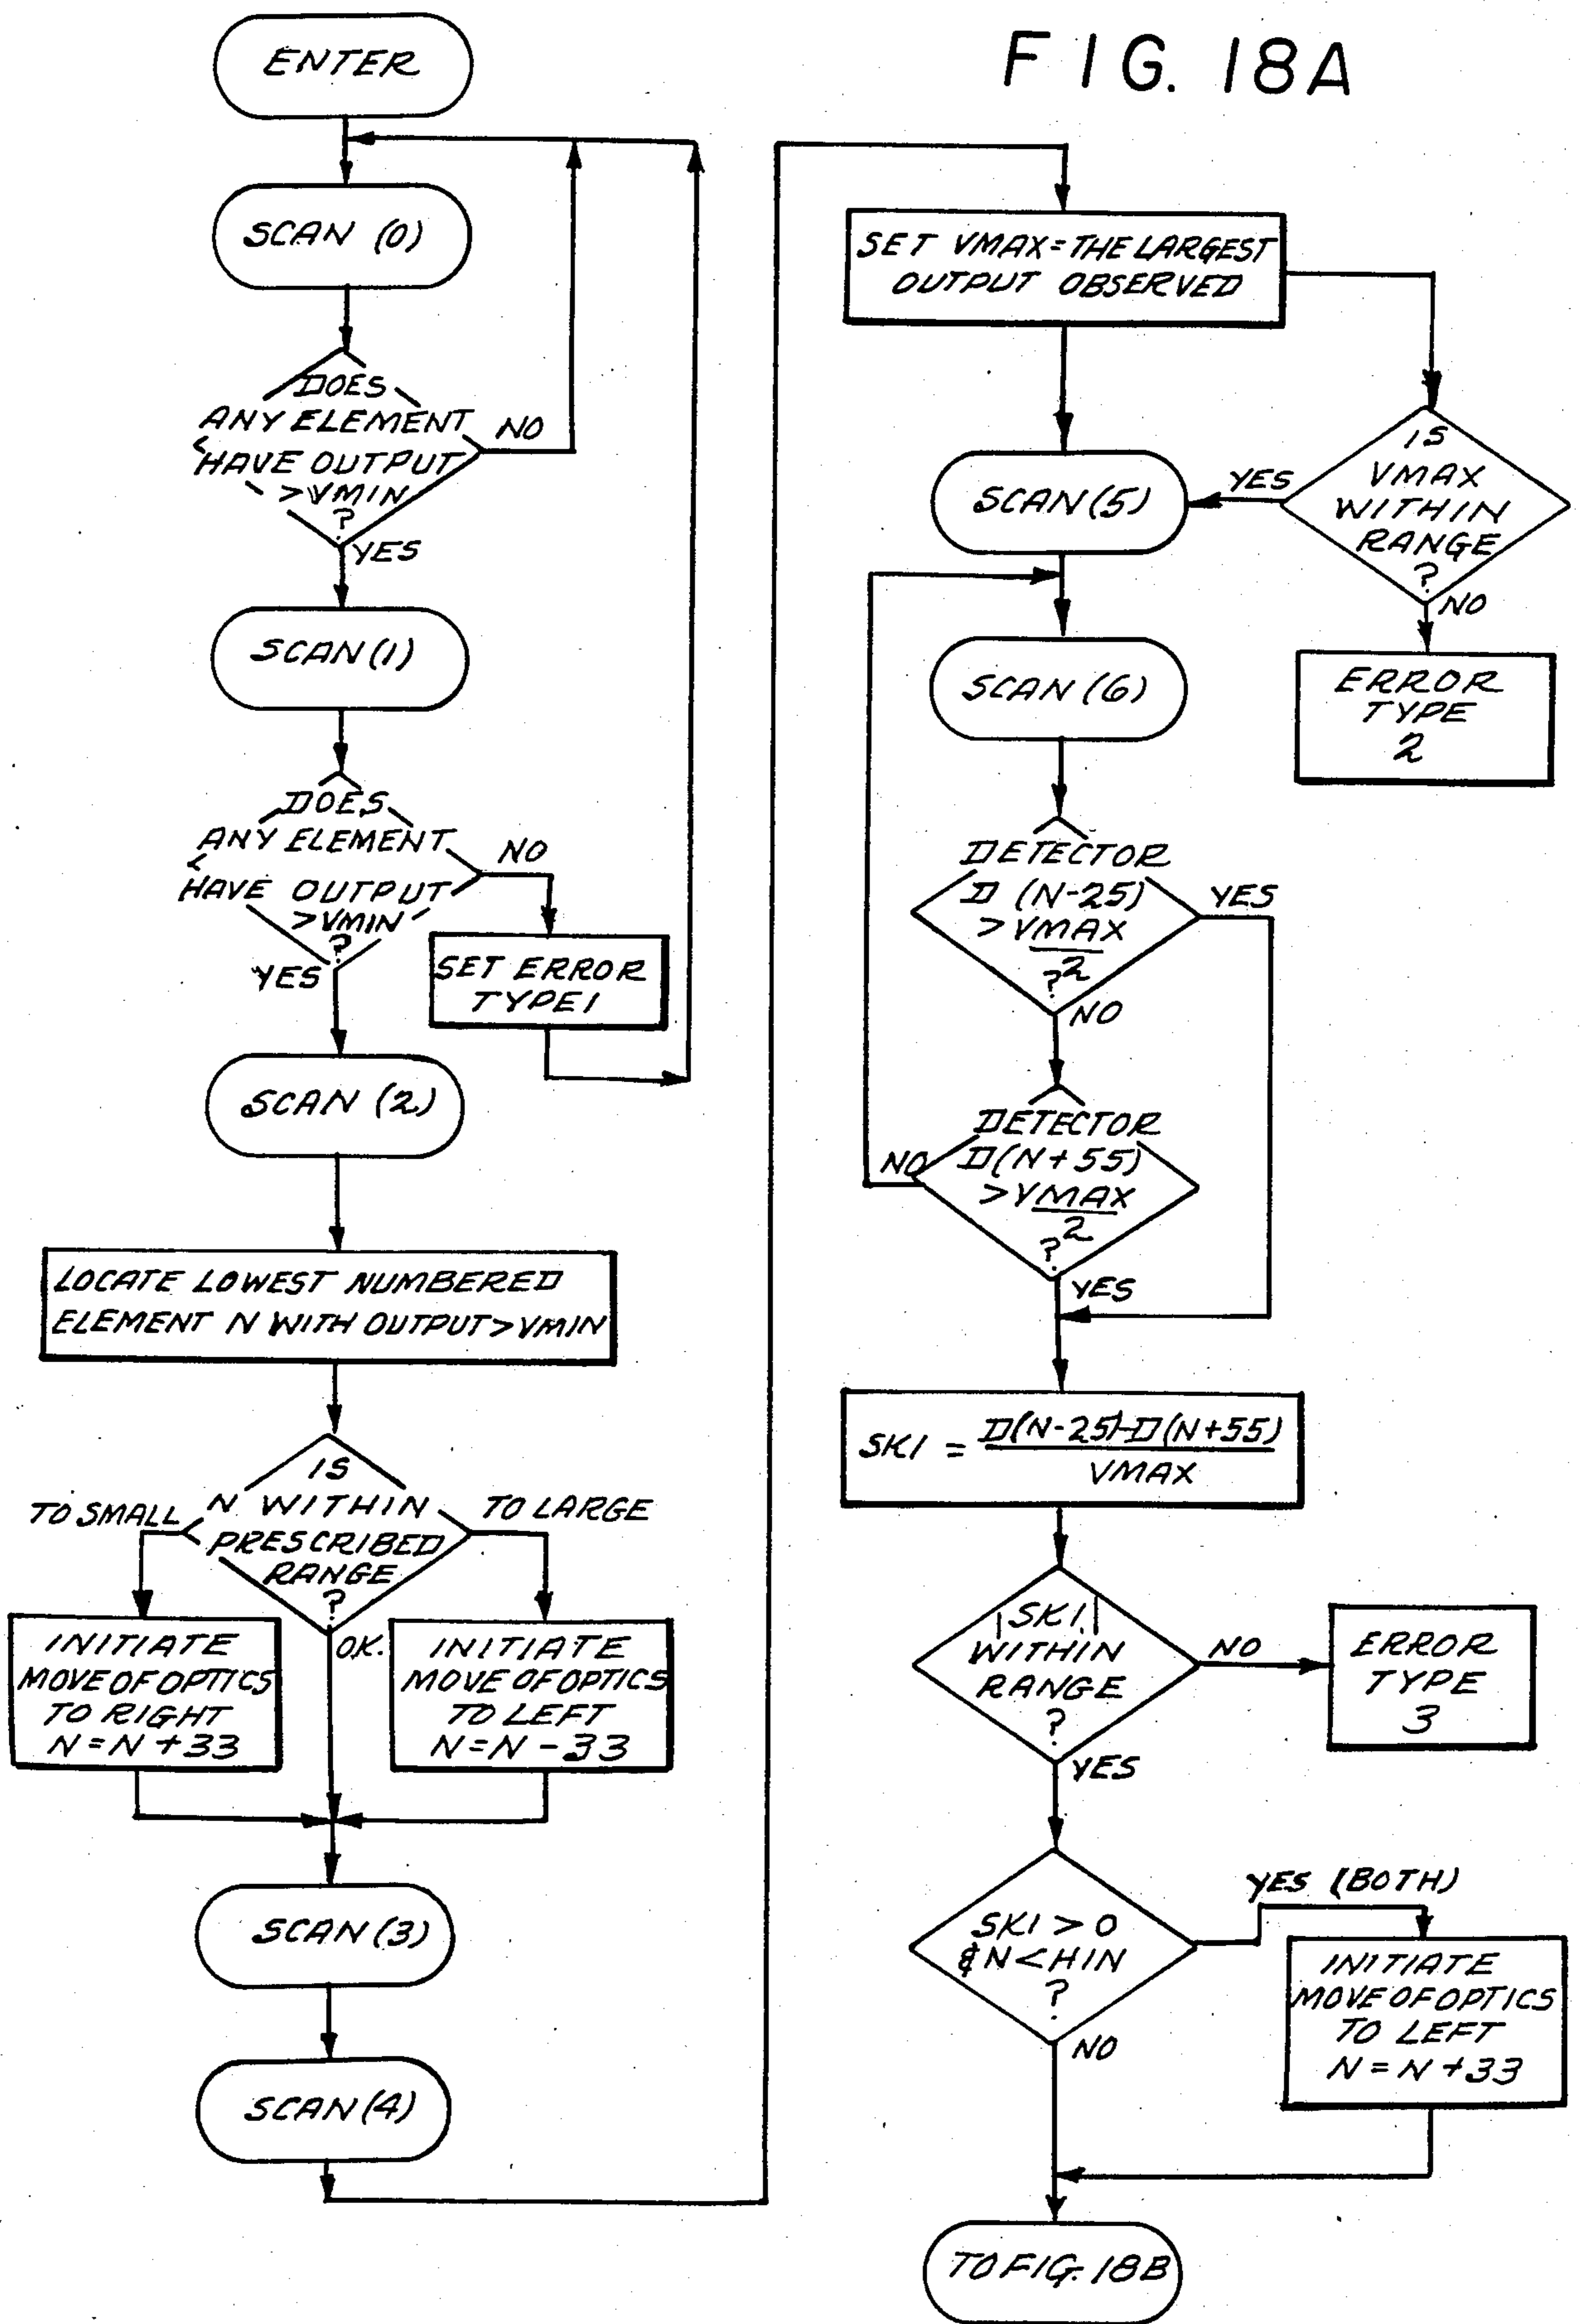 FIG. 18A
ENTER
SCAN (0)
DOES
ANY ELEMENT
HAVE OUTPUT
>VMIN
?
NO
YES
SCAN(1)
DOES
ANY ELEMENT
HAVE OUTPUT
>VMIN
?
NO
YES
SET ERROR
TYPE 1
SCAN (2)
LOCATE LOWEST NUMBERED
ELEMENT N WITH OUTPUT>VMIN
IS
N WITHIN
PRESCRIBED
RANGE
?
TO SMALL
TO LARGE
O.K.
INITIATE
MOVE OF OPTICS
TO RIGHT
N=N+33
INITIATE
MOVE OF OPTICS
TO LEFT
N=N-33
SCAN(3)
SCAN(4)
SET VMAX=THE LARGEST
OUTPUT OBSERVED
IS
VMAX
WITHIN
RANGE
?
YES
NO
ERROR
TYPE
2
SCAN(5)
SCAN(6)
DETECTOR
D (N-25)
>VMAX
2
?
YES
NO
DETECTOR
D(N+55)
>VMAX
2
?
NO
YES
SK1 = D(N-25)-D(N+55)
VMAX
|SK1|
WITHIN
RANGE
?
NO
YES
ERROR
TYPE
3
SK1 > 0
& N<HIN
?
YES (BOTH)
NO
INITIATE
MOVE OF OPTICS
TO LEFT
N=N+33
TO FIG. 18B